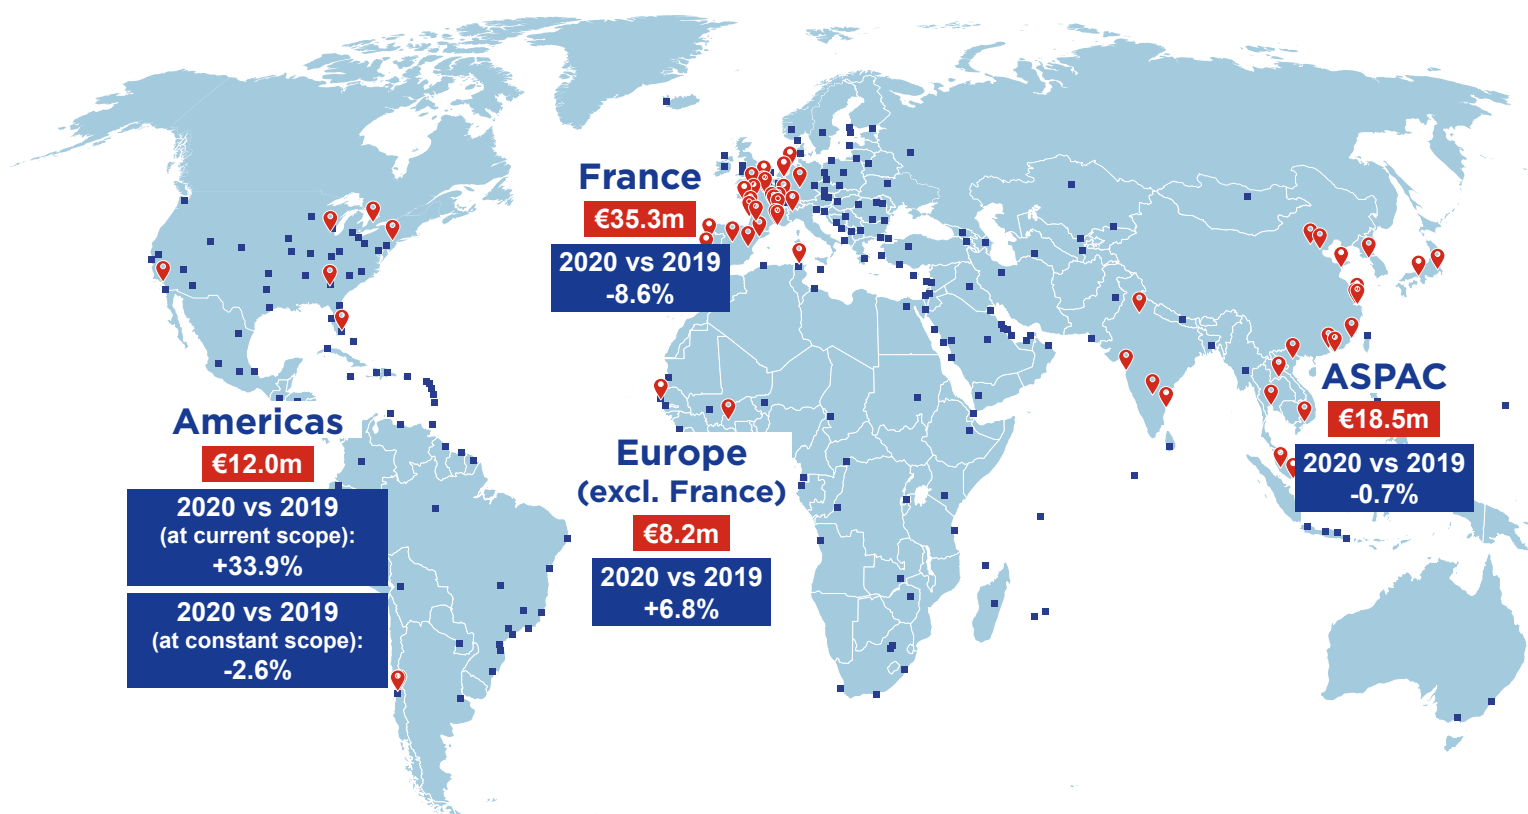 France
€35.3m
2020 vs 2019
-8.6%
Americas
€12.0m
2020 vs 2019
(at current scope):
+33.9%
2020 vs 2019
(at constant scope):
-2.6%
Europe
(excl. France)
€8.2m
2020 vs 2019
+6.8%
ASPAC
€18.5m
2020 vs 2019
-0.7%